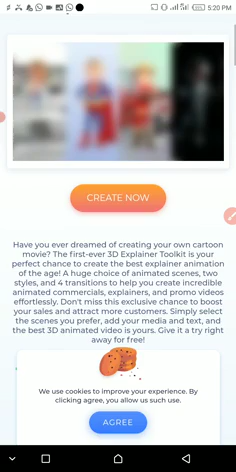 5:20 PM
CREATE NOW
Have you ever dreamed of creating your own cartoon
movie? The first-ever 3D Explainer Toolkit is your
perfect chance to create the best explainer animation
of the age! A huge choice of animated scenes, two
styles, and 4 transitions to help you create incredible
animated commercials, explainers, and promo videos
effortlessly. Don't miss this exclusive chance to boost
your sales and attract more customers. Simply select
the scenes you prefer, add your media and text, and
the best 3D animated video is yours. Give it a try right
away for free!
We use cookies to improve your experience. By
clicking agree, you allow us such use.
AGREE